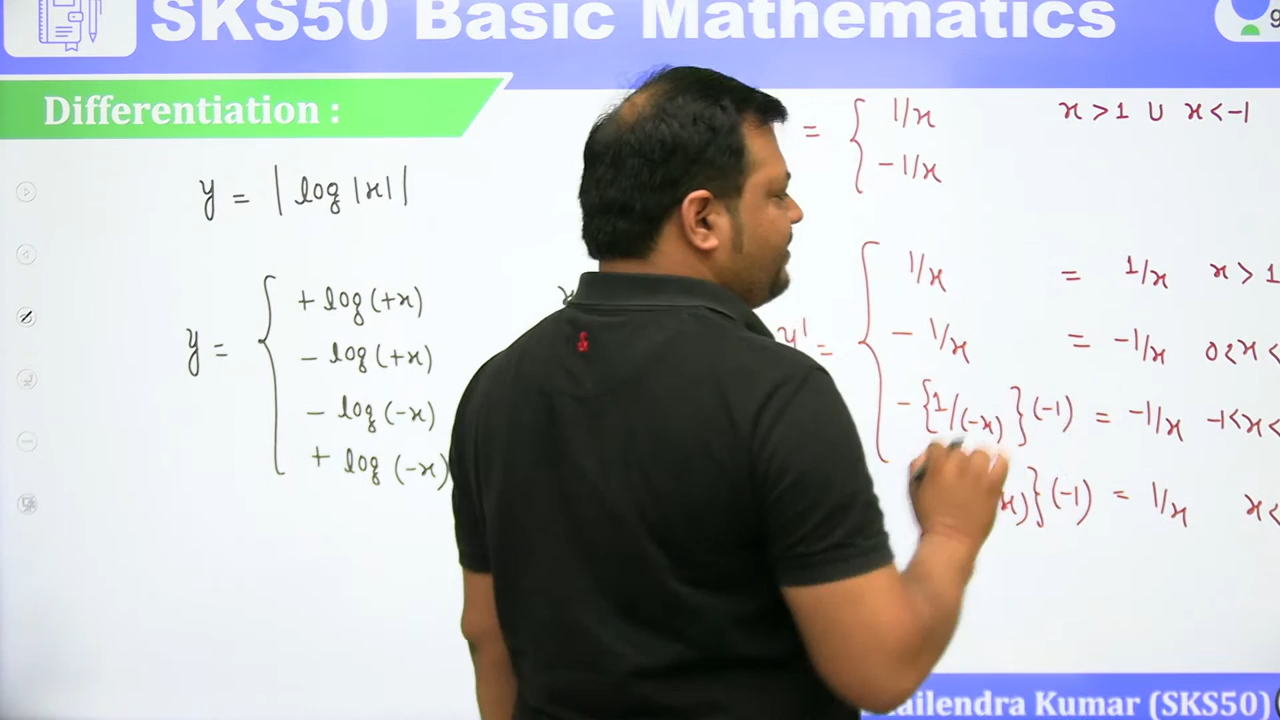 SKS50 Basic Mathematics
Differentiation :
y = | log |x| |
y =
+ log (+x)
- log (+x)
- log (-x)
+ log (-x)
= { 1/x x > 1 ∪ x < -1
-1/x
y' =
1/x = 1/x x > 1
- 1/x = -1/x 0 < x <
- {1/(-x)}(-1) = -1/x -1 < x <
x)}(-1) = 1/x x <
ailendra Kumar (SKS50)